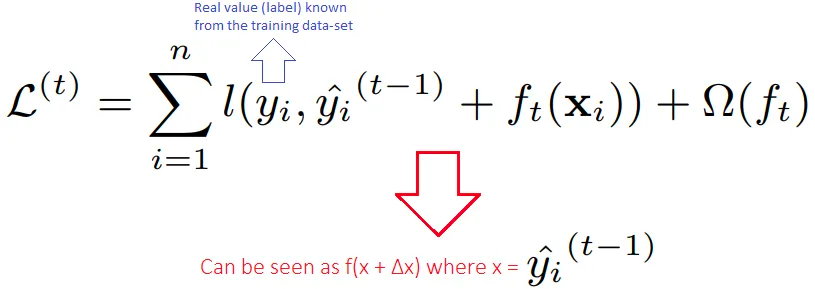 Real value (label) known
from the training data-set
$\mathcal{L}^{(t)} = \sum_{i=1}^{n} l(y_i, \hat{y_i}^{(t-1)} + f_t(\mathbf{x}_i)) + \Omega(f_t)$
Can be seen as f(x + Δx) where x = $\hat{y_i}^{(t-1)}$